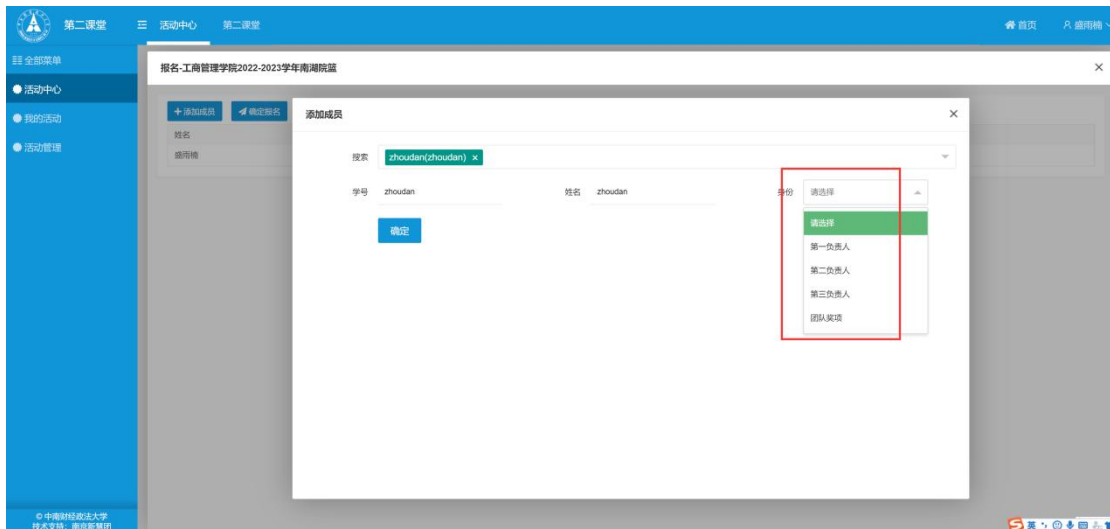 第二课堂
活动中心 第二课堂
首页 盛雨楠
全部菜单
报名-工商管理学院2022-2023学年南湖院篮
活动中心
我的活动
活动管理
添加成员 确定报名
添加成员
姓名
盛雨楠
搜索 zhoudan(zhoudan) ×
学号 zhoudan 姓名 zhoudan 身份 请选择
确定
请选择
第一负责人
第二负责人
第三负责人
团队奖项
© 中南财经政法大学
技术支持：南京新慧团
英